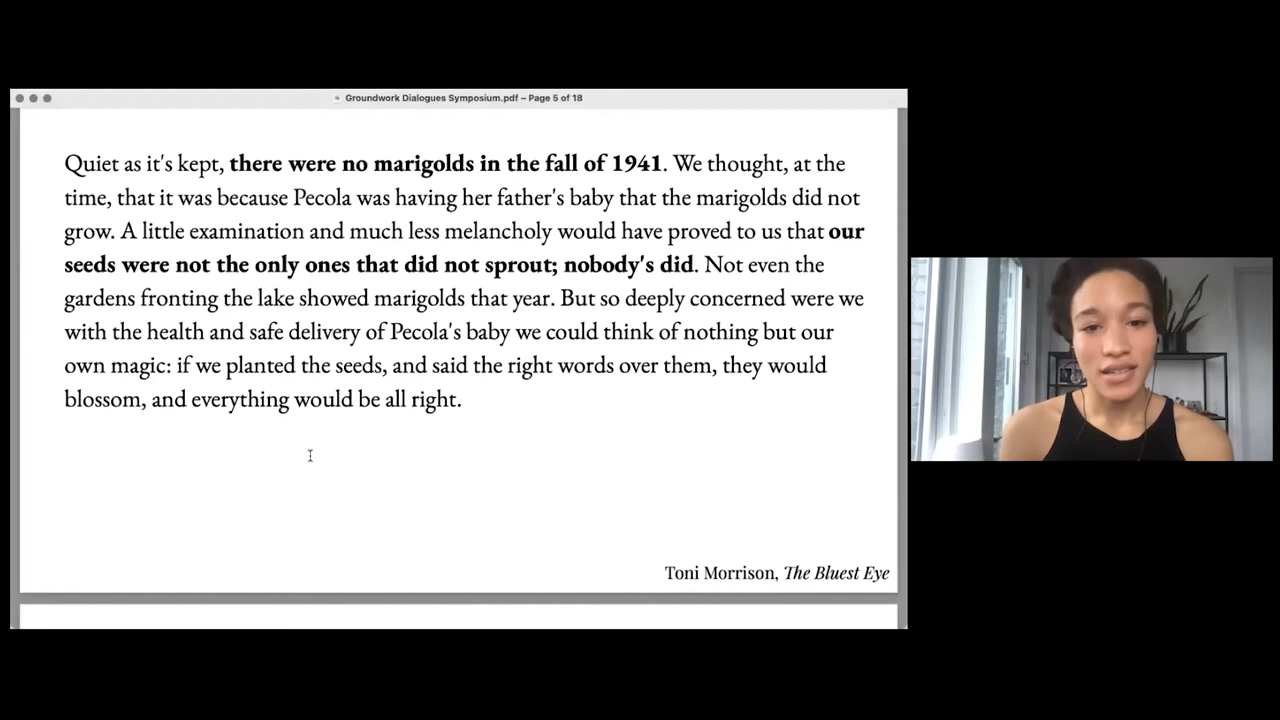 Groundwork Dialogues Symposium.pdf – Page 5 of 18
Quiet as it's kept, there were no marigolds in the fall of 1941. We thought, at the
time, that it was because Pecola was having her father's baby that the marigolds did not
grow. A little examination and much less melancholy would have proved to us that our
seeds were not the only ones that did not sprout; nobody's did. Not even the
gardens fronting the lake showed marigolds that year. But so deeply concerned were we
with the health and safe delivery of Pecola's baby we could think of nothing but our
own magic: if we planted the seeds, and said the right words over them, they would
blossom, and everything would be all right.
Toni Morrison, The Bluest Eye